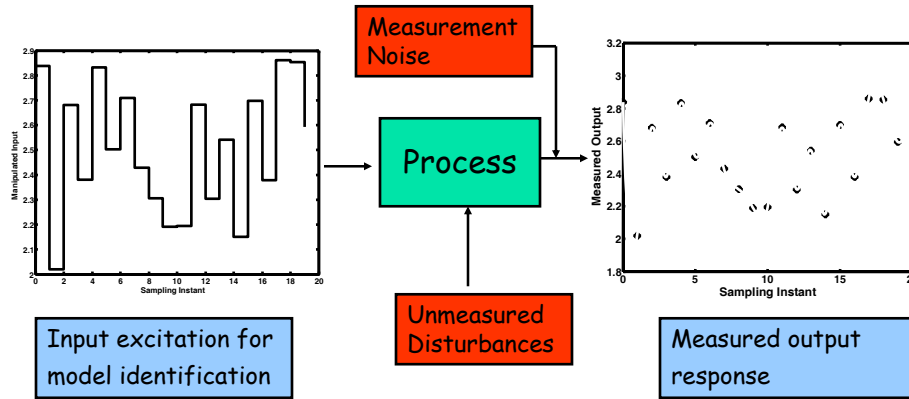 Measurement
Noise
2.9
2.8
2.7
2.6
2.5
2.4
2.3
2.2
2.1
2
Manipulated Input
0 2 4 6 8 10 12 14 16 18 20
Sampling Instant
Process
3.2
3
2.8
2.6
2.4
2.2
2
1.8
Measured Output
0 5 10 15
Sampling Instant
Input excitation for
model identification
Unmeasured
Disturbances
Measured output
response